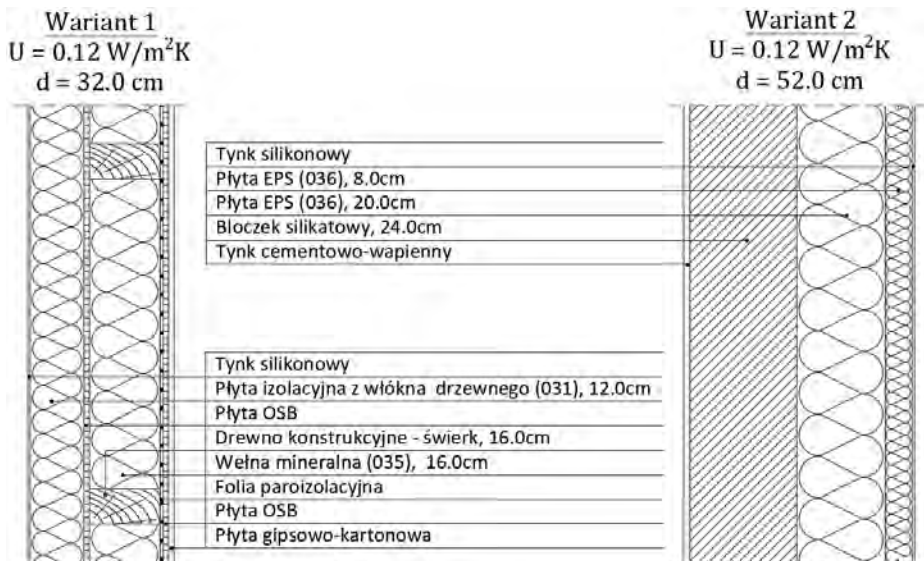 Wariant 1
U = 0.12 W/m²K
d = 32.0 cm
Wariant 2
U = 0.12 W/m²K
d = 52.0 cm
Tynk silikonowy
Płyta EPS (036), 8.0cm
Płyta EPS (036), 20.0cm
Bloczek silikatowy, 24.0cm
Tynk cementowo-wapienny
Tynk silikonowy
Płyta izolacyjna z włókna drzewnego (031), 12.0cm
Płyta OSB
Drewno konstrukcyjne - świerk, 16.0cm
Wełna mineralna (035), 16.0cm
Folia paroizolacyjna
Płyta OSB
Płyta gipsowo-kartonowa